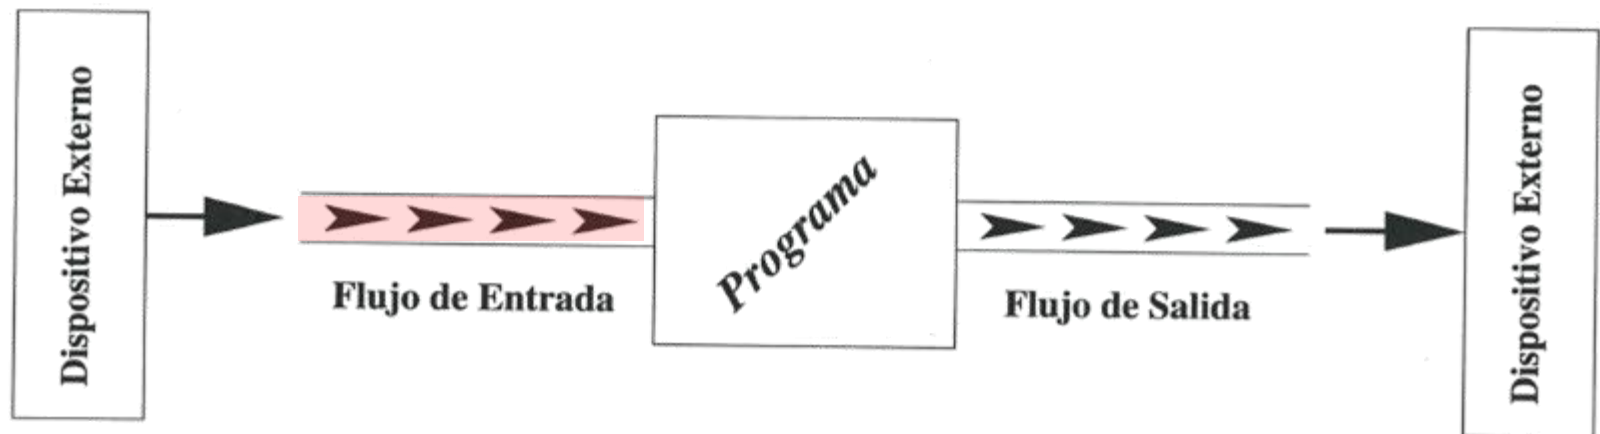 Dispositivo Externo
Flujo de Entrada
Programa
Flujo de Salida
Dispositivo Externo